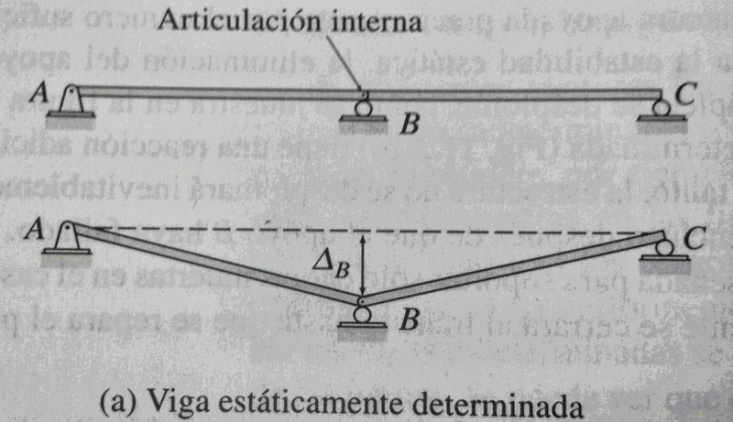 Articulación interna
A
C
B
A
C
Δ_B
B
(a) Viga estáticamente determinada